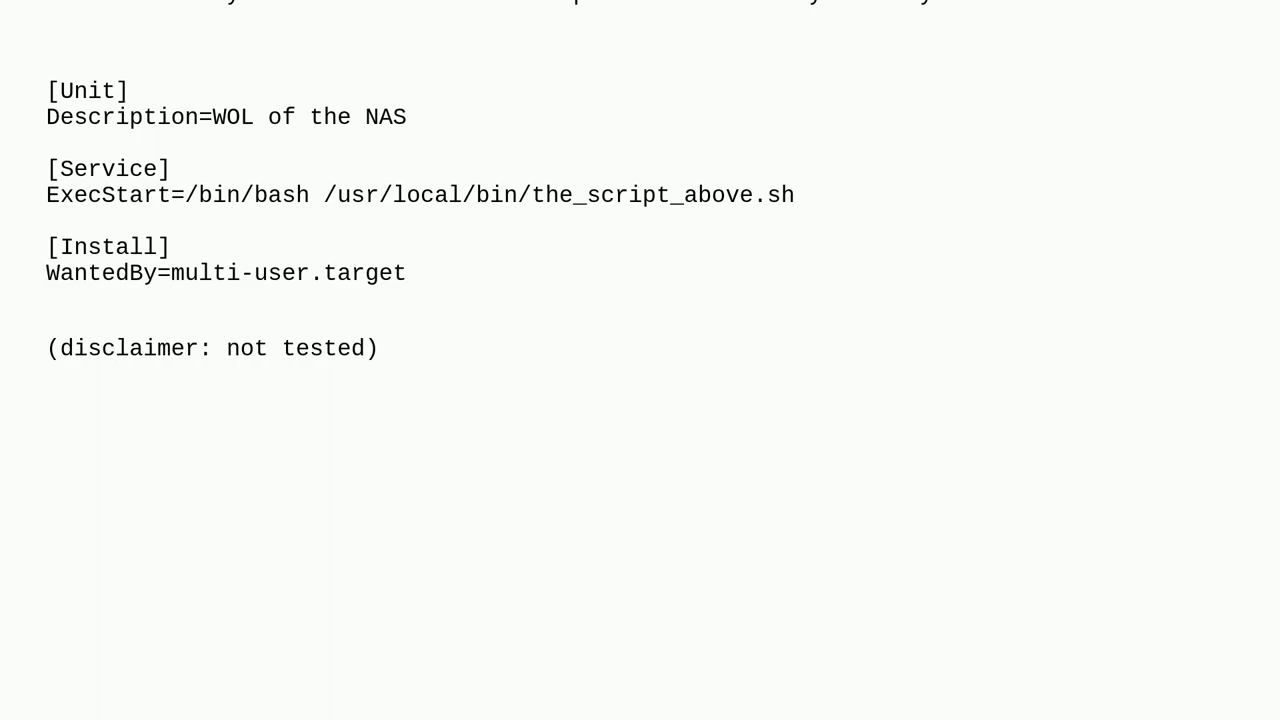 [Unit]
Description=WOL of the NAS
[Service]
ExecStart=/bin/bash /usr/local/bin/the_script_above.sh
[Install]
WantedBy=multi-user.target
(disclaimer: not tested)